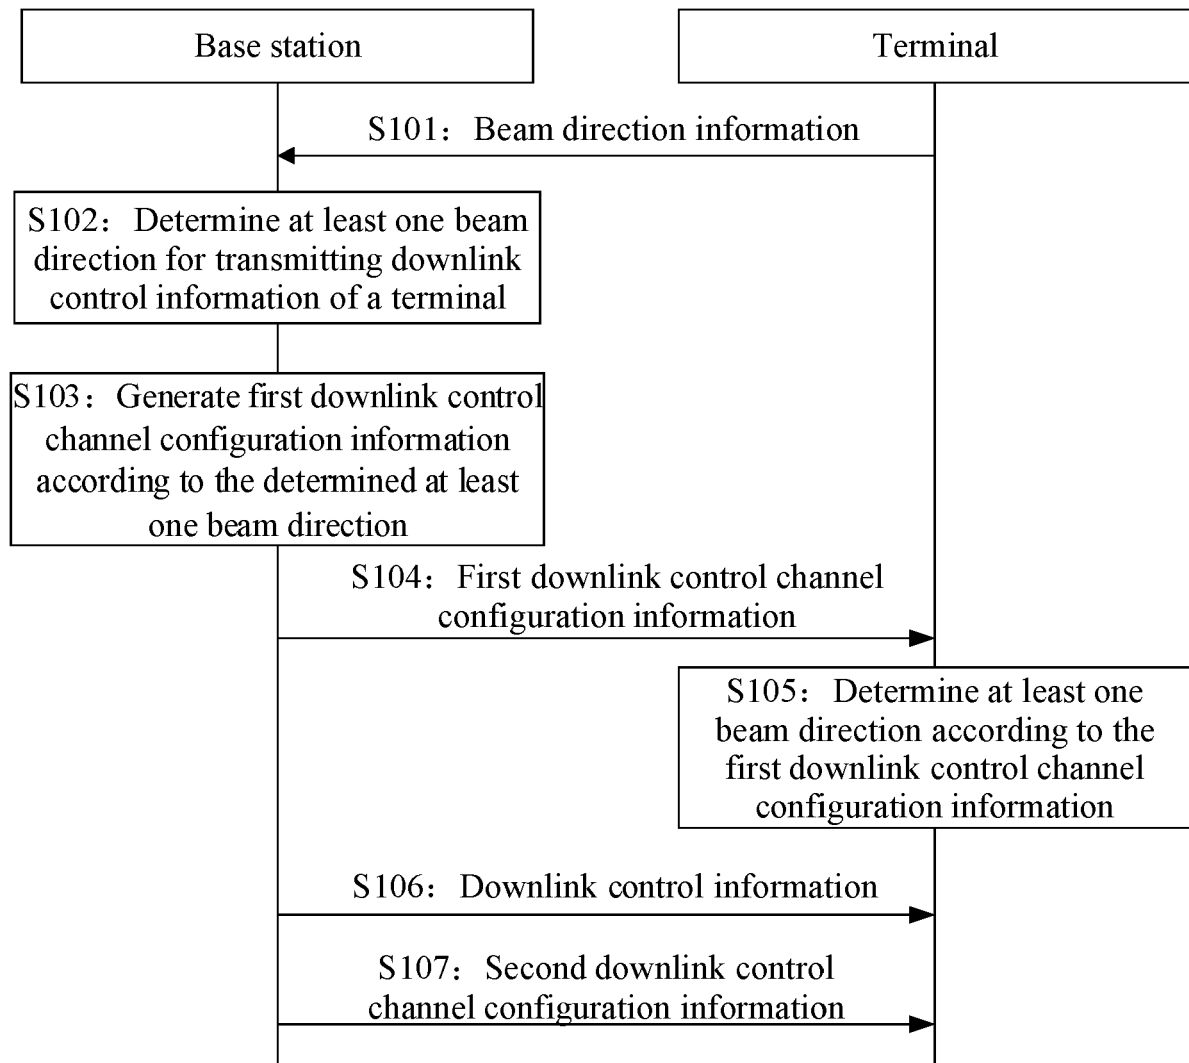 Base station
Terminal
S101：Beam direction information
S102：Determine at least one beam
direction for transmitting downlink
control information of a terminal
S103：Generate first downlink control
channel configuration information
according to the determined at least
one beam direction
S104：First downlink control channel
configuration information
S105：Determine at least one
beam direction according to the
first downlink control channel
configuration information
S106：Downlink control information
S107：Second downlink control
channel configuration information